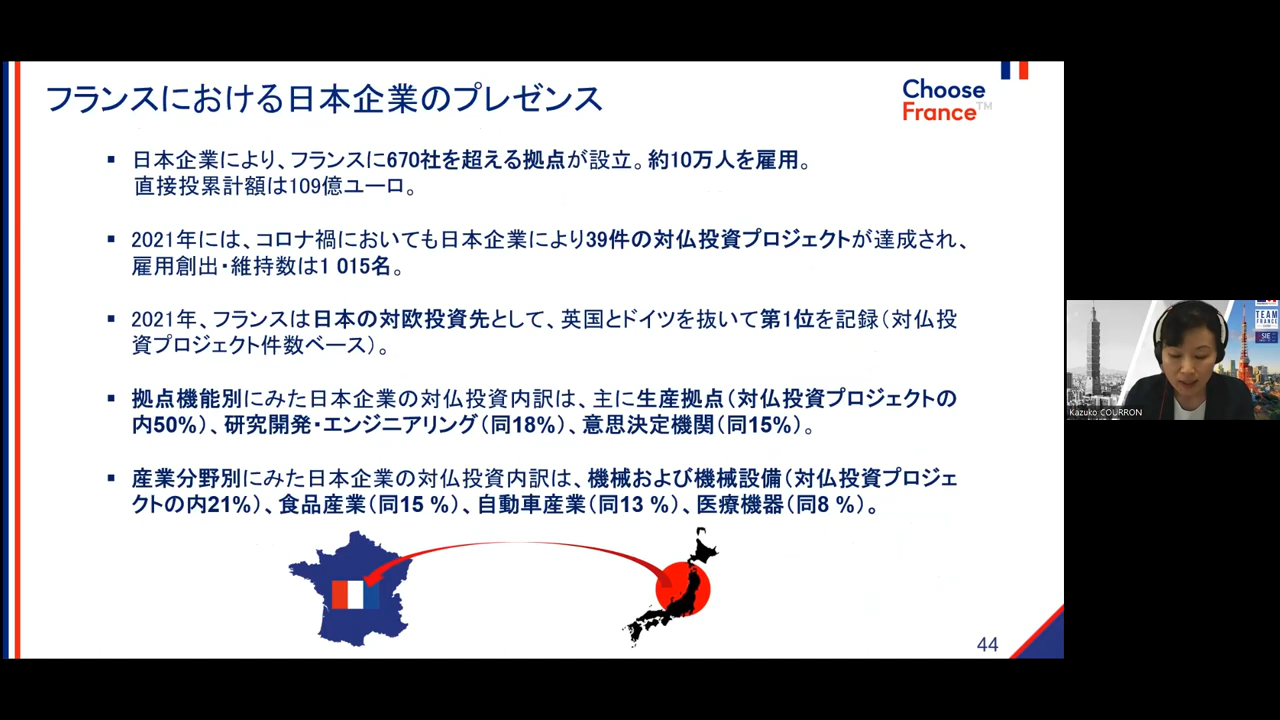 フランスにおける日本企業のプレゼンス
Choose
France™
▪ 日本企業により、フランスに670社を超える拠点が設立。約10万人を雇用。
直接投累計額は109億ユーロ。
▪ 2021年には、コロナ禍においても日本企業により39件の対仏投資プロジェクトが達成され、
雇用創出・維持数は1 015名。
▪ 2021年、フランスは日本の対欧投資先として、英国とドイツを抜いて第1位を記録（対仏投
資プロジェクト件数ベース）。
▪ 拠点機能別にみた日本企業の対仏投資内訳は、主に生産拠点（対仏投資プロジェクトの
内50%）、研究開発・エンジニアリング（同18%）、意思決定機関（同15%）。
▪ 産業分野別にみた日本企業の対仏投資内訳は、機械および機械設備（対仏投資プロジェ
クトの内21%）、食品産業（同15 %）、自動車産業（同13 %）、医療機器（同8 %）。
44
TEAM
FRANCE
Kazuko COURRON